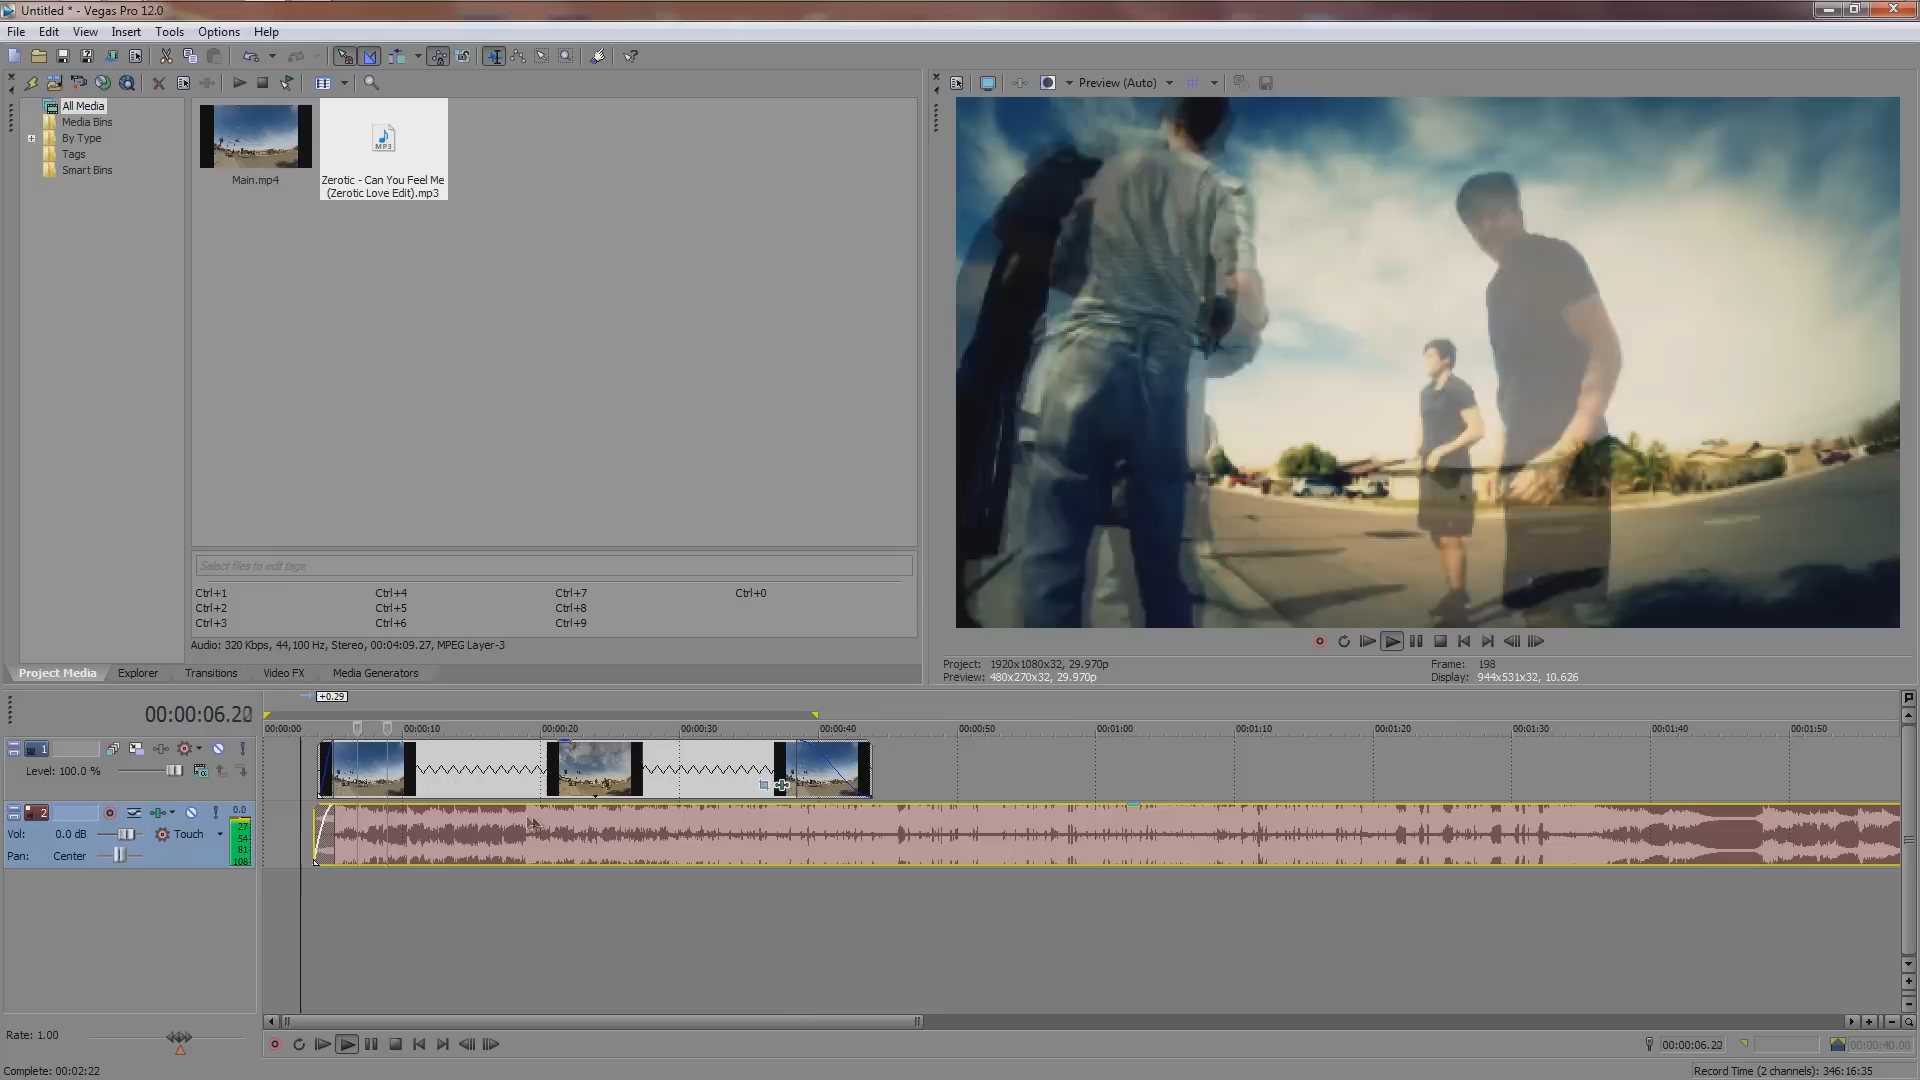 Untitled * - Vegas Pro 12.0
File Edit View Insert Tools Options Help
All Media
Media Bins
By Type
Tags
Smart Bins
Main.mp4
MP3
Zerotic - Can You Feel Me
(Zerotic Love Edit).mp3
Preview (Auto)
Select files to edit tags
Ctrl+1 Ctrl+4 Ctrl+7 Ctrl+0
Ctrl+2 Ctrl+5 Ctrl+8
Ctrl+3 Ctrl+6 Ctrl+9
Audio: 320 Kbps, 44,100 Hz, Stereo, 00:04:09.27, MPEG Layer-3
Project Media Explorer Transitions Video FX Media Generators
Project: 1920x1080x32, 29.970p
Preview: 480x270x32, 29.970p
Frame: 198
Display: 944x531x32, 10.626
+0.29
00:00:06.20
00:00:00 00:00:10 00:00:20 00:00:30 00:00:40 00:00:50 00:01:00 00:01:10 00:01:20 00:01:30 00:01:40 00:01:50
1
Level: 100.0 %
2
0.0
Vol: 0.0 dB Touch
Pan: Center
27
54
81
108
Rate: 1.00
00:00:06.20
00:00:40.00
Complete: 00:02:22
Record Time (2 channels): 346:16:35